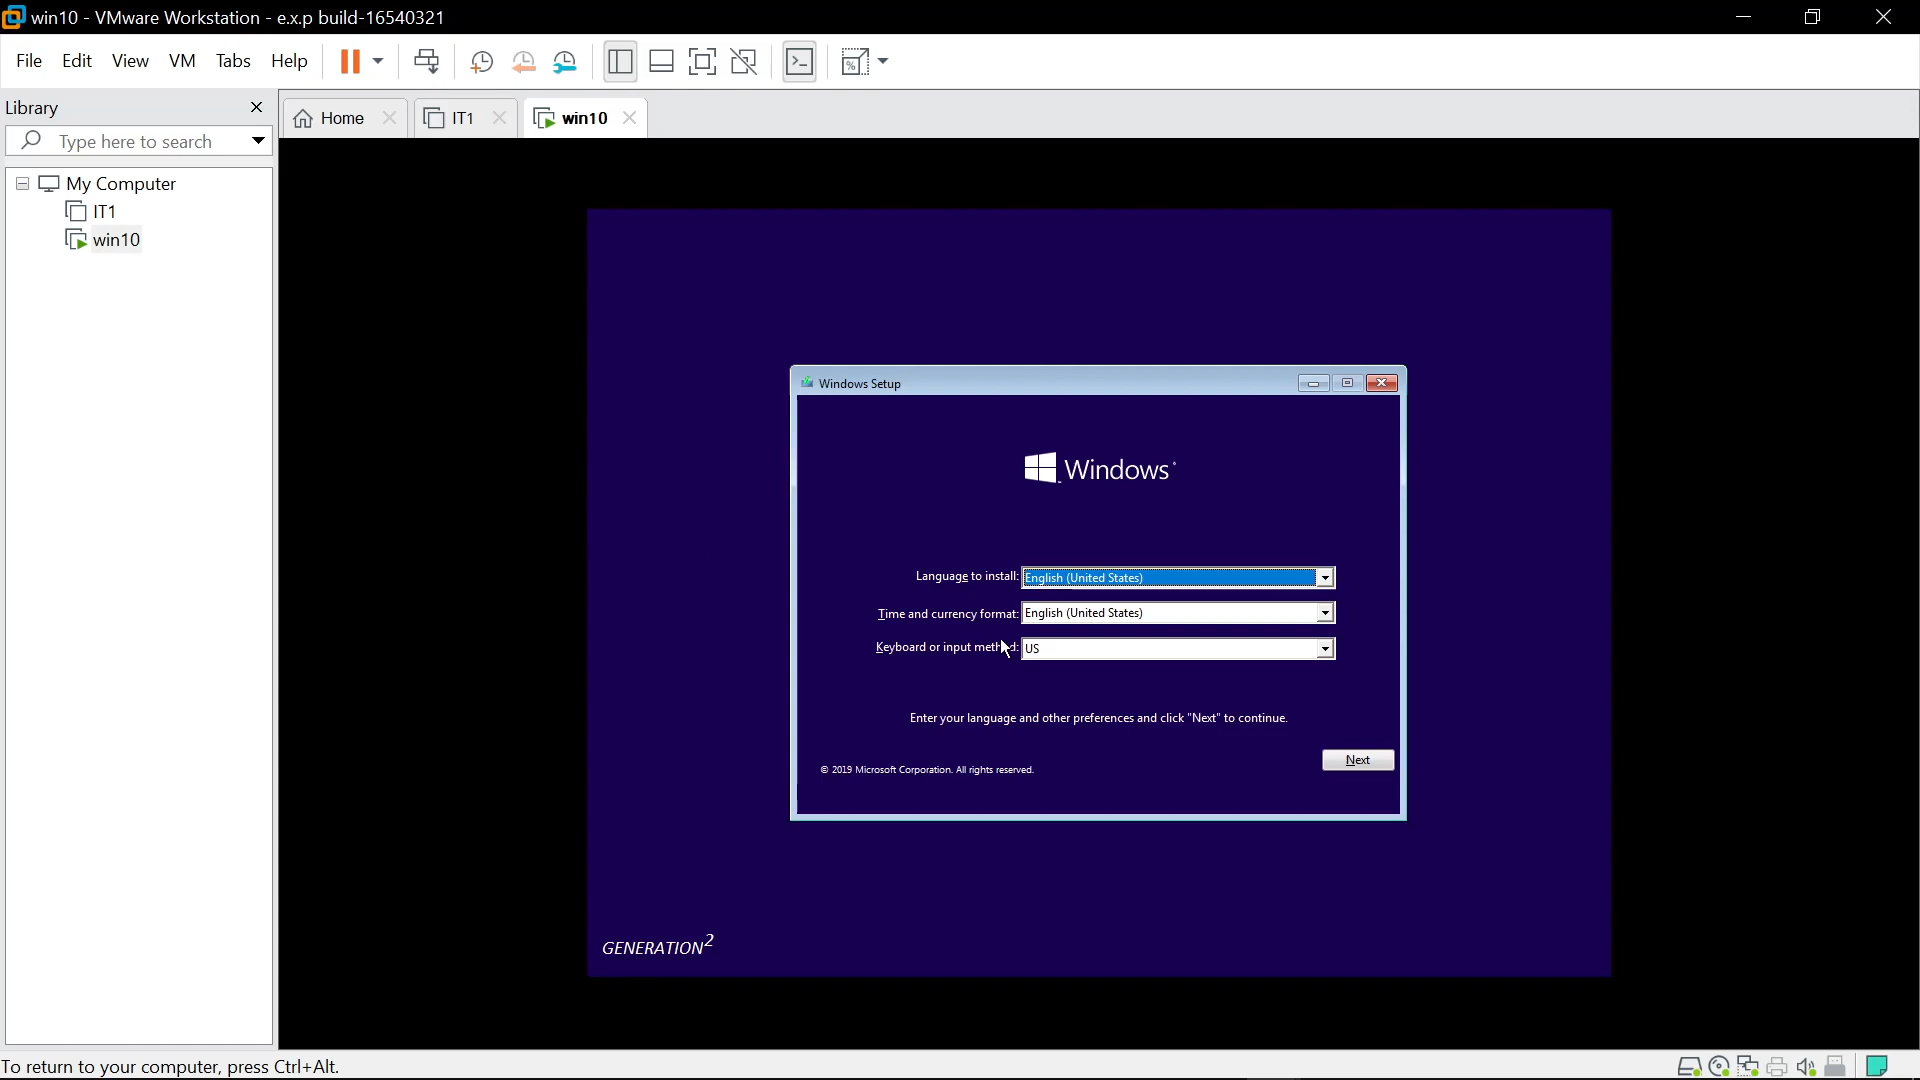 win10 - VMware Workstation - e.x.p build-16540321
File Edit View VM Tabs Help
Library
Type here to search
Home
IT1
win10
My Computer
IT1
win10
Windows Setup
Windows
Language to install: English (United States)
Time and currency format: English (United States)
Keyboard or input method: US
Enter your language and other preferences and click "Next" to continue.
Next
© 2019 Microsoft Corporation. All rights reserved.
GENERATION²
To return to your computer, press Ctrl+Alt.